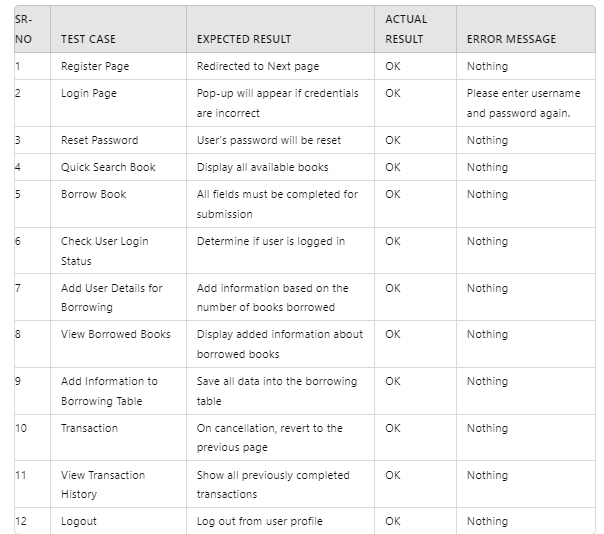 SR-NO TEST CASE EXPECTED RESULT ACTUAL RESULT ERROR MESSAGE
1 Register Page Redirected to Next page OK Nothing
2 Login Page Pop-up will appear if credentials are incorrect OK Please enter username and password again.
3 Reset Password User's password will be reset OK Nothing
4 Quick Search Book Display all available books OK Nothing
5 Borrow Book All fields must be completed for submission OK Nothing
6 Check User Login Status Determine if user is logged in OK Nothing
7 Add User Details for Borrowing Add information based on the number of books borrowed OK Nothing
8 View Borrowed Books Display added information about borrowed books OK Nothing
9 Add Information to Borrowing Table Save all data into the borrowing table OK Nothing
10 Transaction On cancellation, revert to the previous page OK Nothing
11 View Transaction History Show all previously completed transactions OK Nothing
12 Logout Log out from user profile OK Nothing